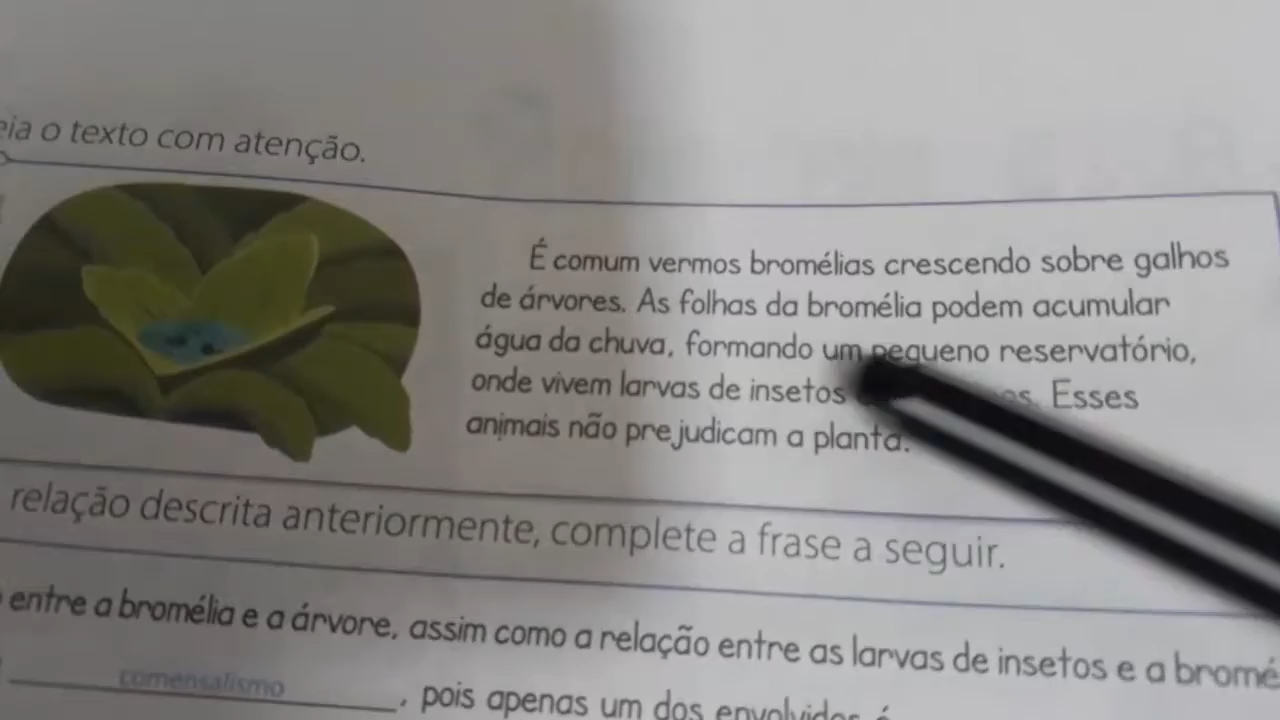 eia o texto com atenção.
É comum vermos bromélias crescendo sobre galhos
de árvores. As folhas da bromélia podem acumular
água da chuva, formando um pequeno reservatório,
onde vivem larvas de insetos Esses
animais não prejudicam a planta.
relação descrita anteriormente, complete a frase a seguir.
entre a bromélia e a árvore, assim como a relação entre as larvas de insetos e a bromé
comensalismo, pois apenas um dos envolvidos é